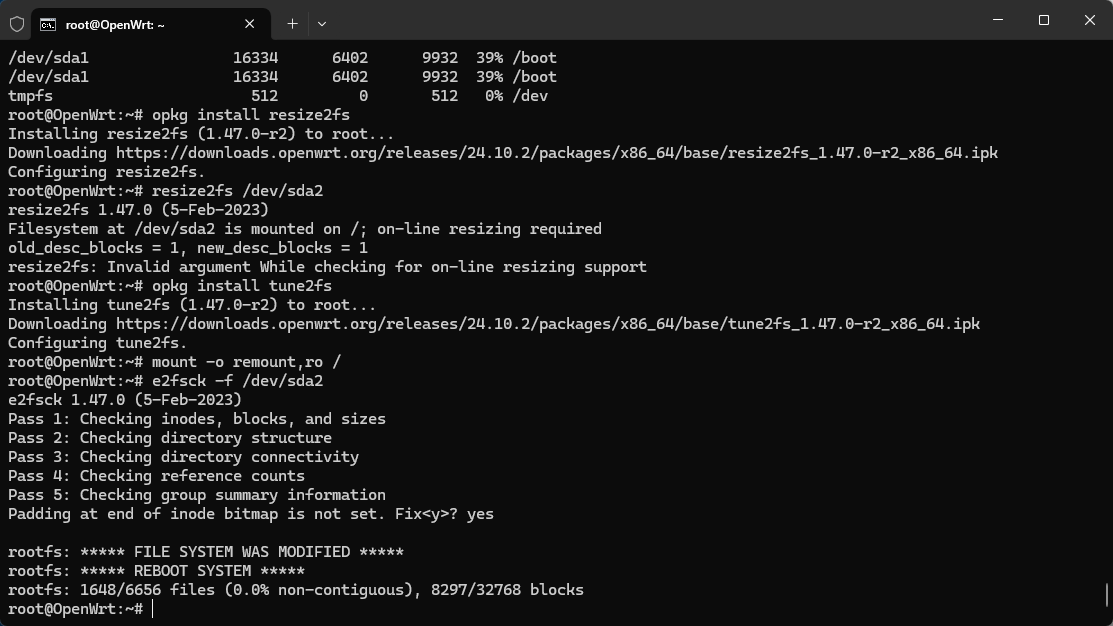 root@OpenWrt: ~
/dev/sda1 16334 6402 9932 39% /boot
/dev/sda1 16334 6402 9932 39% /boot
tmpfs 512 0 512 0% /dev
root@OpenWrt:~# opkg install resize2fs
Installing resize2fs (1.47.0-r2) to root...
Downloading https://downloads.openwrt.org/releases/24.10.2/packages/x86_64/base/resize2fs_1.47.0-r2_x86_64.ipk
Configuring resize2fs.
root@OpenWrt:~# resize2fs /dev/sda2
resize2fs 1.47.0 (5-Feb-2023)
Filesystem at /dev/sda2 is mounted on /; on-line resizing required
old_desc_blocks = 1, new_desc_blocks = 1
resize2fs: Invalid argument While checking for on-line resizing support
root@OpenWrt:~# opkg install tune2fs
Installing tune2fs (1.47.0-r2) to root...
Downloading https://downloads.openwrt.org/releases/24.10.2/packages/x86_64/base/tune2fs_1.47.0-r2_x86_64.ipk
Configuring tune2fs.
root@OpenWrt:~# mount -o remount,ro /
root@OpenWrt:~# e2fsck -f /dev/sda2
e2fsck 1.47.0 (5-Feb-2023)
Pass 1: Checking inodes, blocks, and sizes
Pass 2: Checking directory structure
Pass 3: Checking directory connectivity
Pass 4: Checking reference counts
Pass 5: Checking group summary information
Padding at end of inode bitmap is not set. Fix<y>? yes
rootfs: ***** FILE SYSTEM WAS MODIFIED *****
rootfs: ***** REBOOT SYSTEM *****
rootfs: 1648/6656 files (0.0% non-contiguous), 8297/32768 blocks
root@OpenWrt:~#